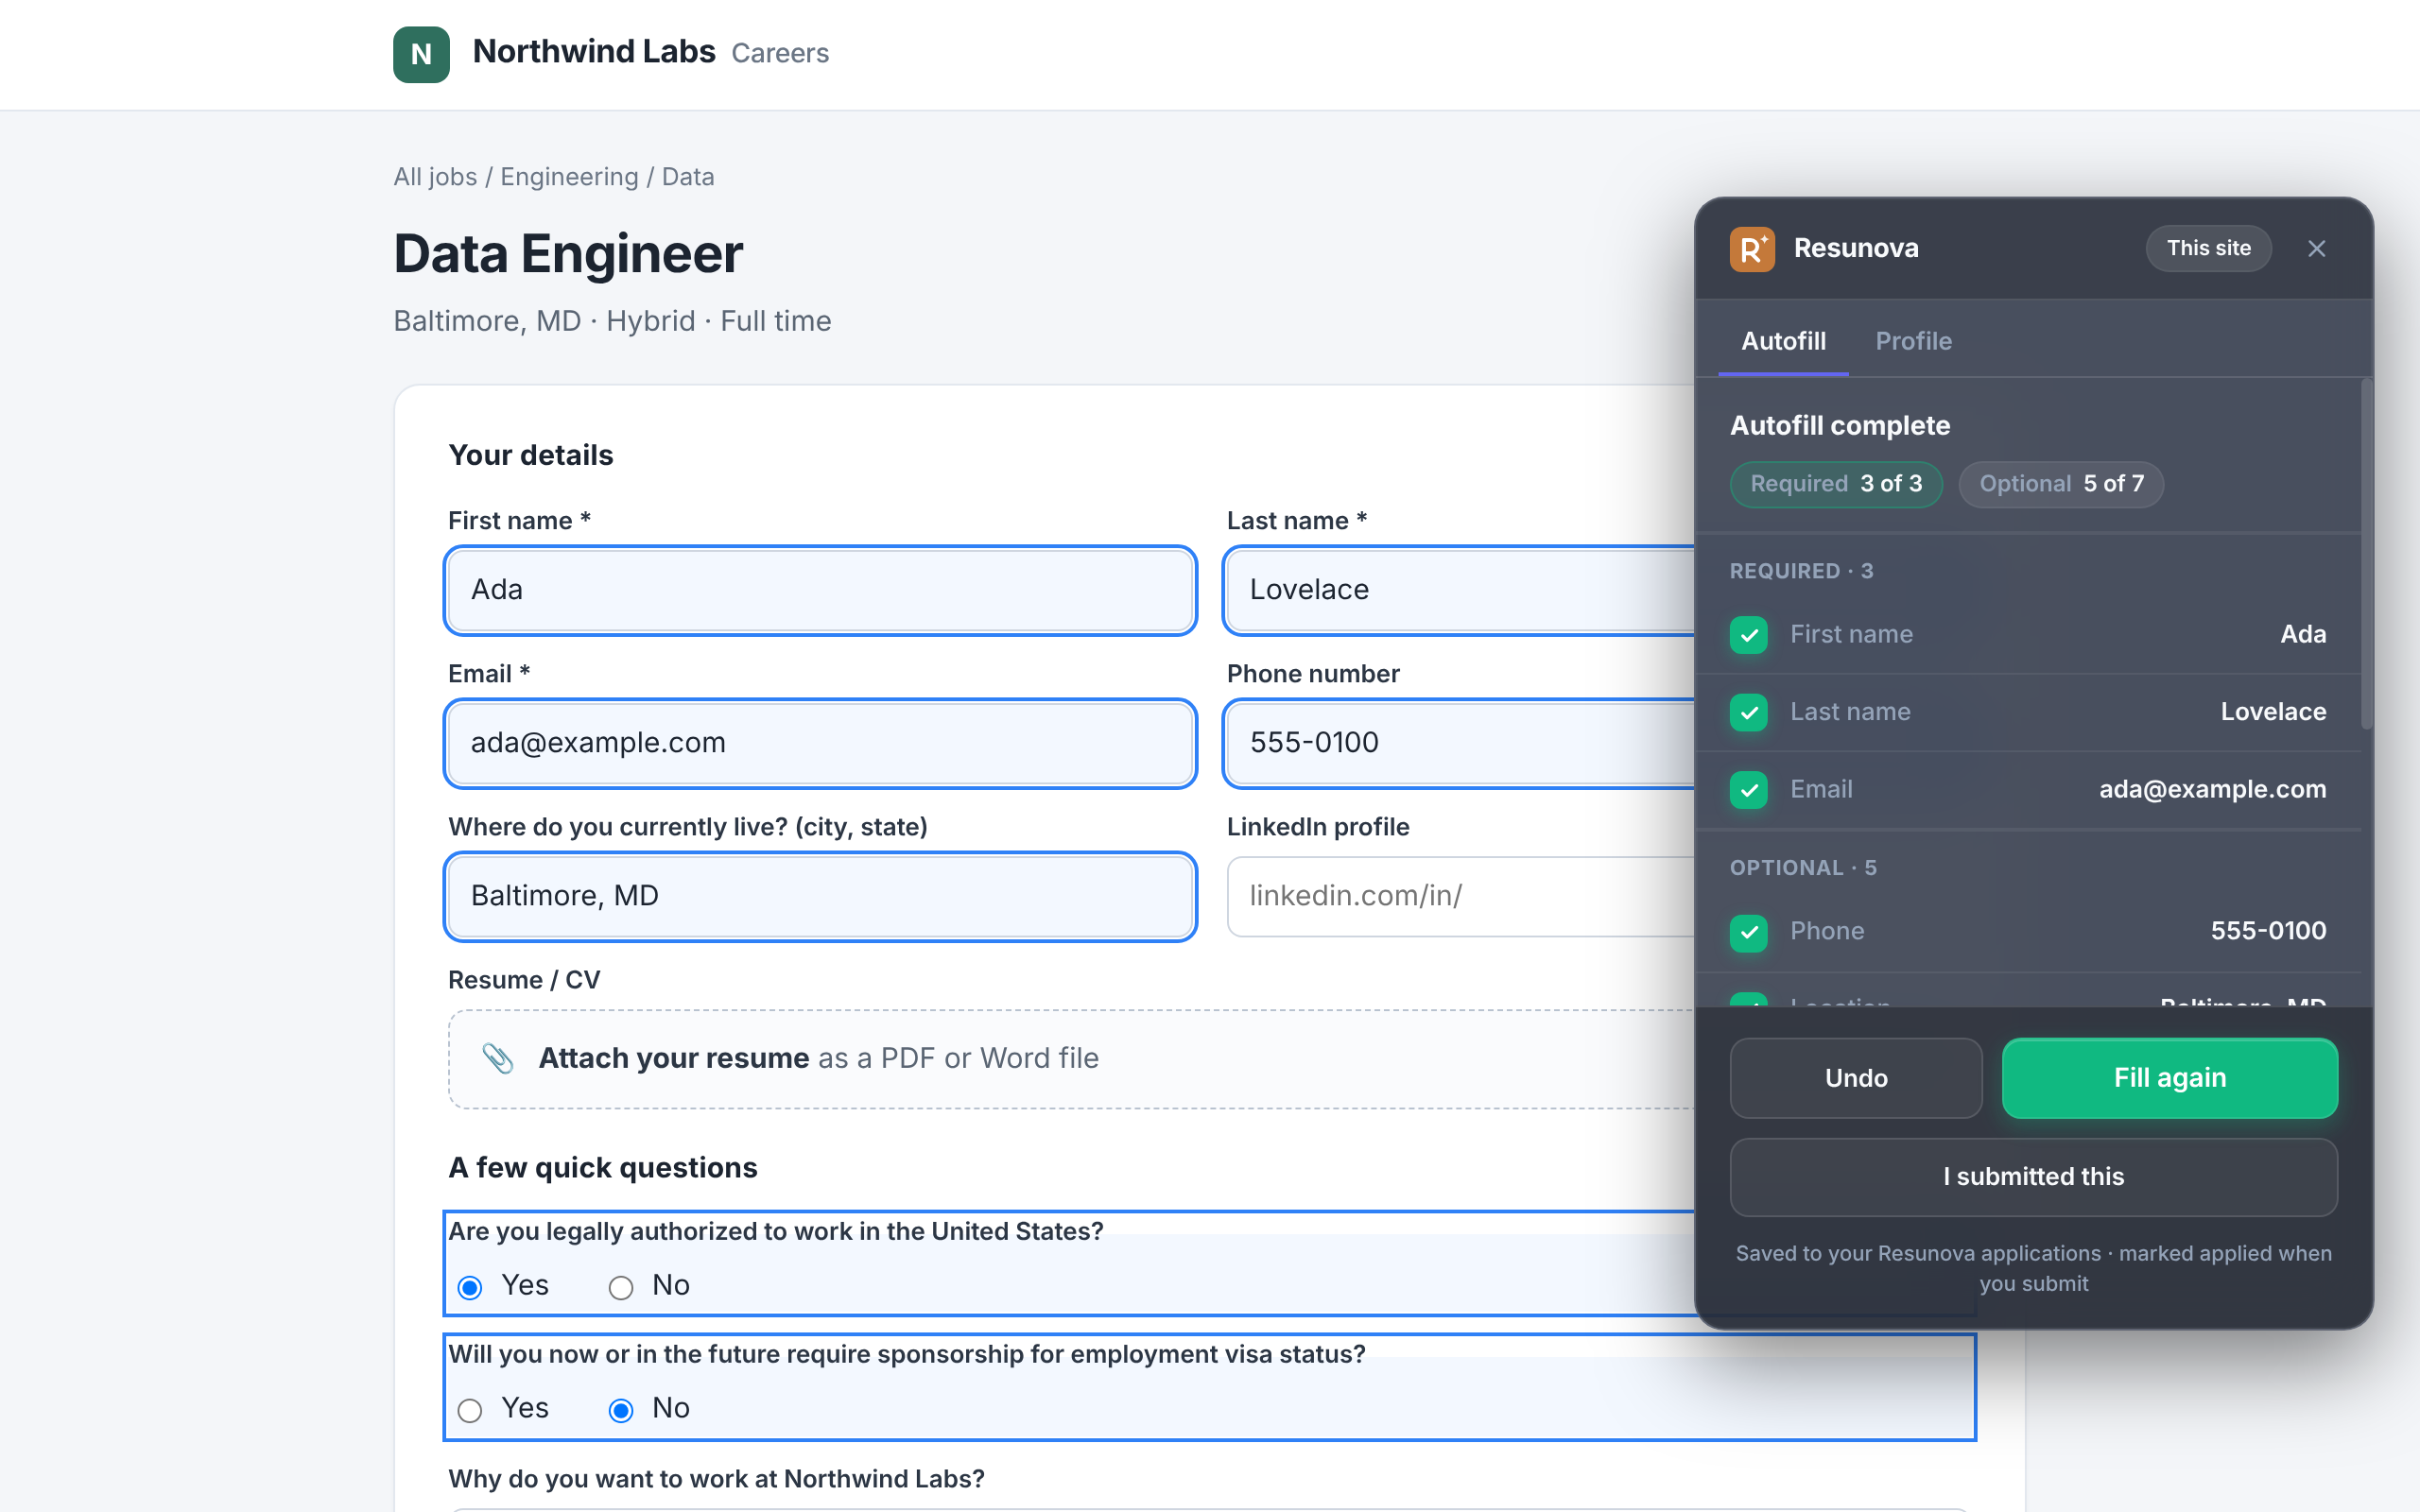 N Northwind Labs Careers
All jobs / Engineering / Data
Data Engineer
Baltimore, MD · Hybrid · Full time
Your details
First name *
Last name *
Ada
Lovelace
Email *
Phone number
ada@example.com
555-0100
Where do you currently live? (city, state)
LinkedIn profile
Baltimore, MD
linkedin.com/in/
Resume / CV
Attach your resume as a PDF or Word file
A few quick questions
Are you legally authorized to work in the United States?
Yes No
Will you now or in the future require sponsorship for employment visa status?
Yes No
Why do you want to work at Northwind Labs?
R Resunova This site
Autofill Profile
Autofill complete
Required 3 of 3 Optional 5 of 7
REQUIRED · 3
First name Ada
Last name Lovelace
Email ada@example.com
OPTIONAL · 5
Phone 555-0100
Location Baltimore, MD
Undo Fill again
I submitted this
Saved to your Resunova applications · marked applied when
you submit